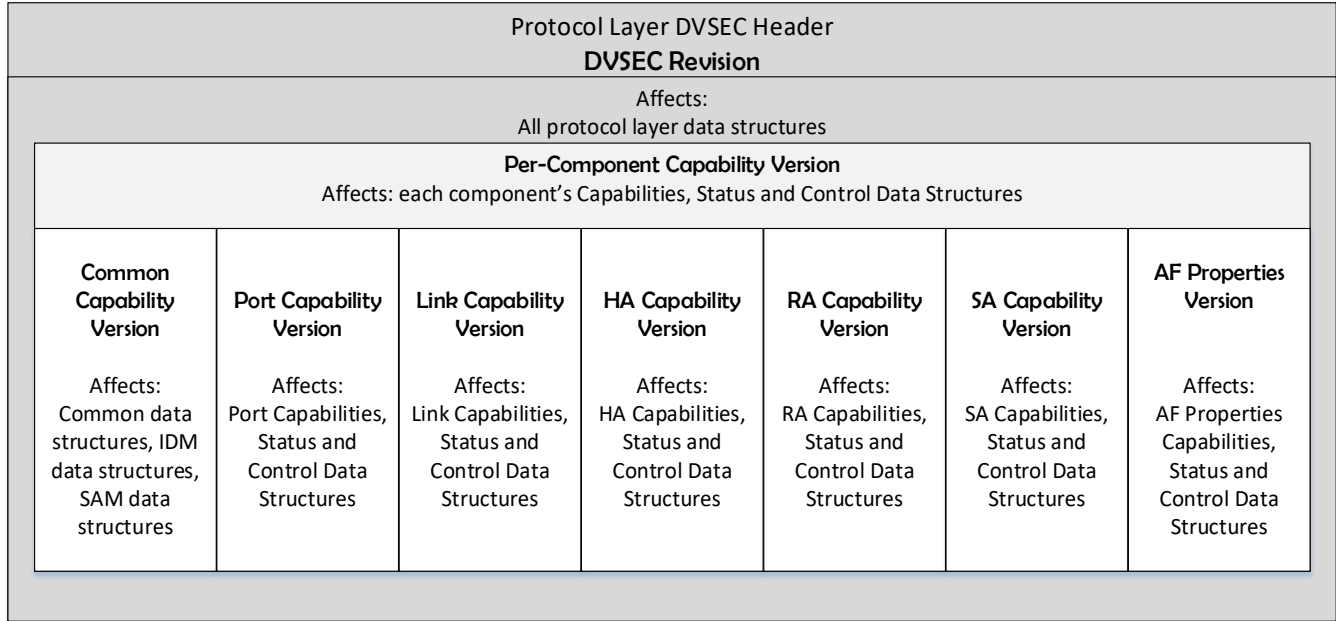 Protocol Layer DVSEC Header
DVSEC Revision
Affects:
All protocol layer data structures
Per-Component Capability Version
Affects: each component's Capabilities, Status and Control Data Structures
Common
Capability
Version
Affects:
Common data
structures, IDM
data structures,
SAM data
structures
Port Capability
Version
Affects:
Port Capabilities,
Status and
Control Data
Structures
Link Capability
Version
Affects:
Link Capabilities,
Status and
Control Data
Structures
HA Capability
Version
Affects:
HA Capabilities,
Status and
Control Data
Structures
RA Capability
Version
Affects:
RA Capabilities,
Status and
Control Data
Structures
SA Capability
Version
Affects:
SA Capabilities,
Status and
Control Data
Structures
AF Properties
Version
Affects:
AF Properties
Capabilities,
Status and
Control Data
Structures